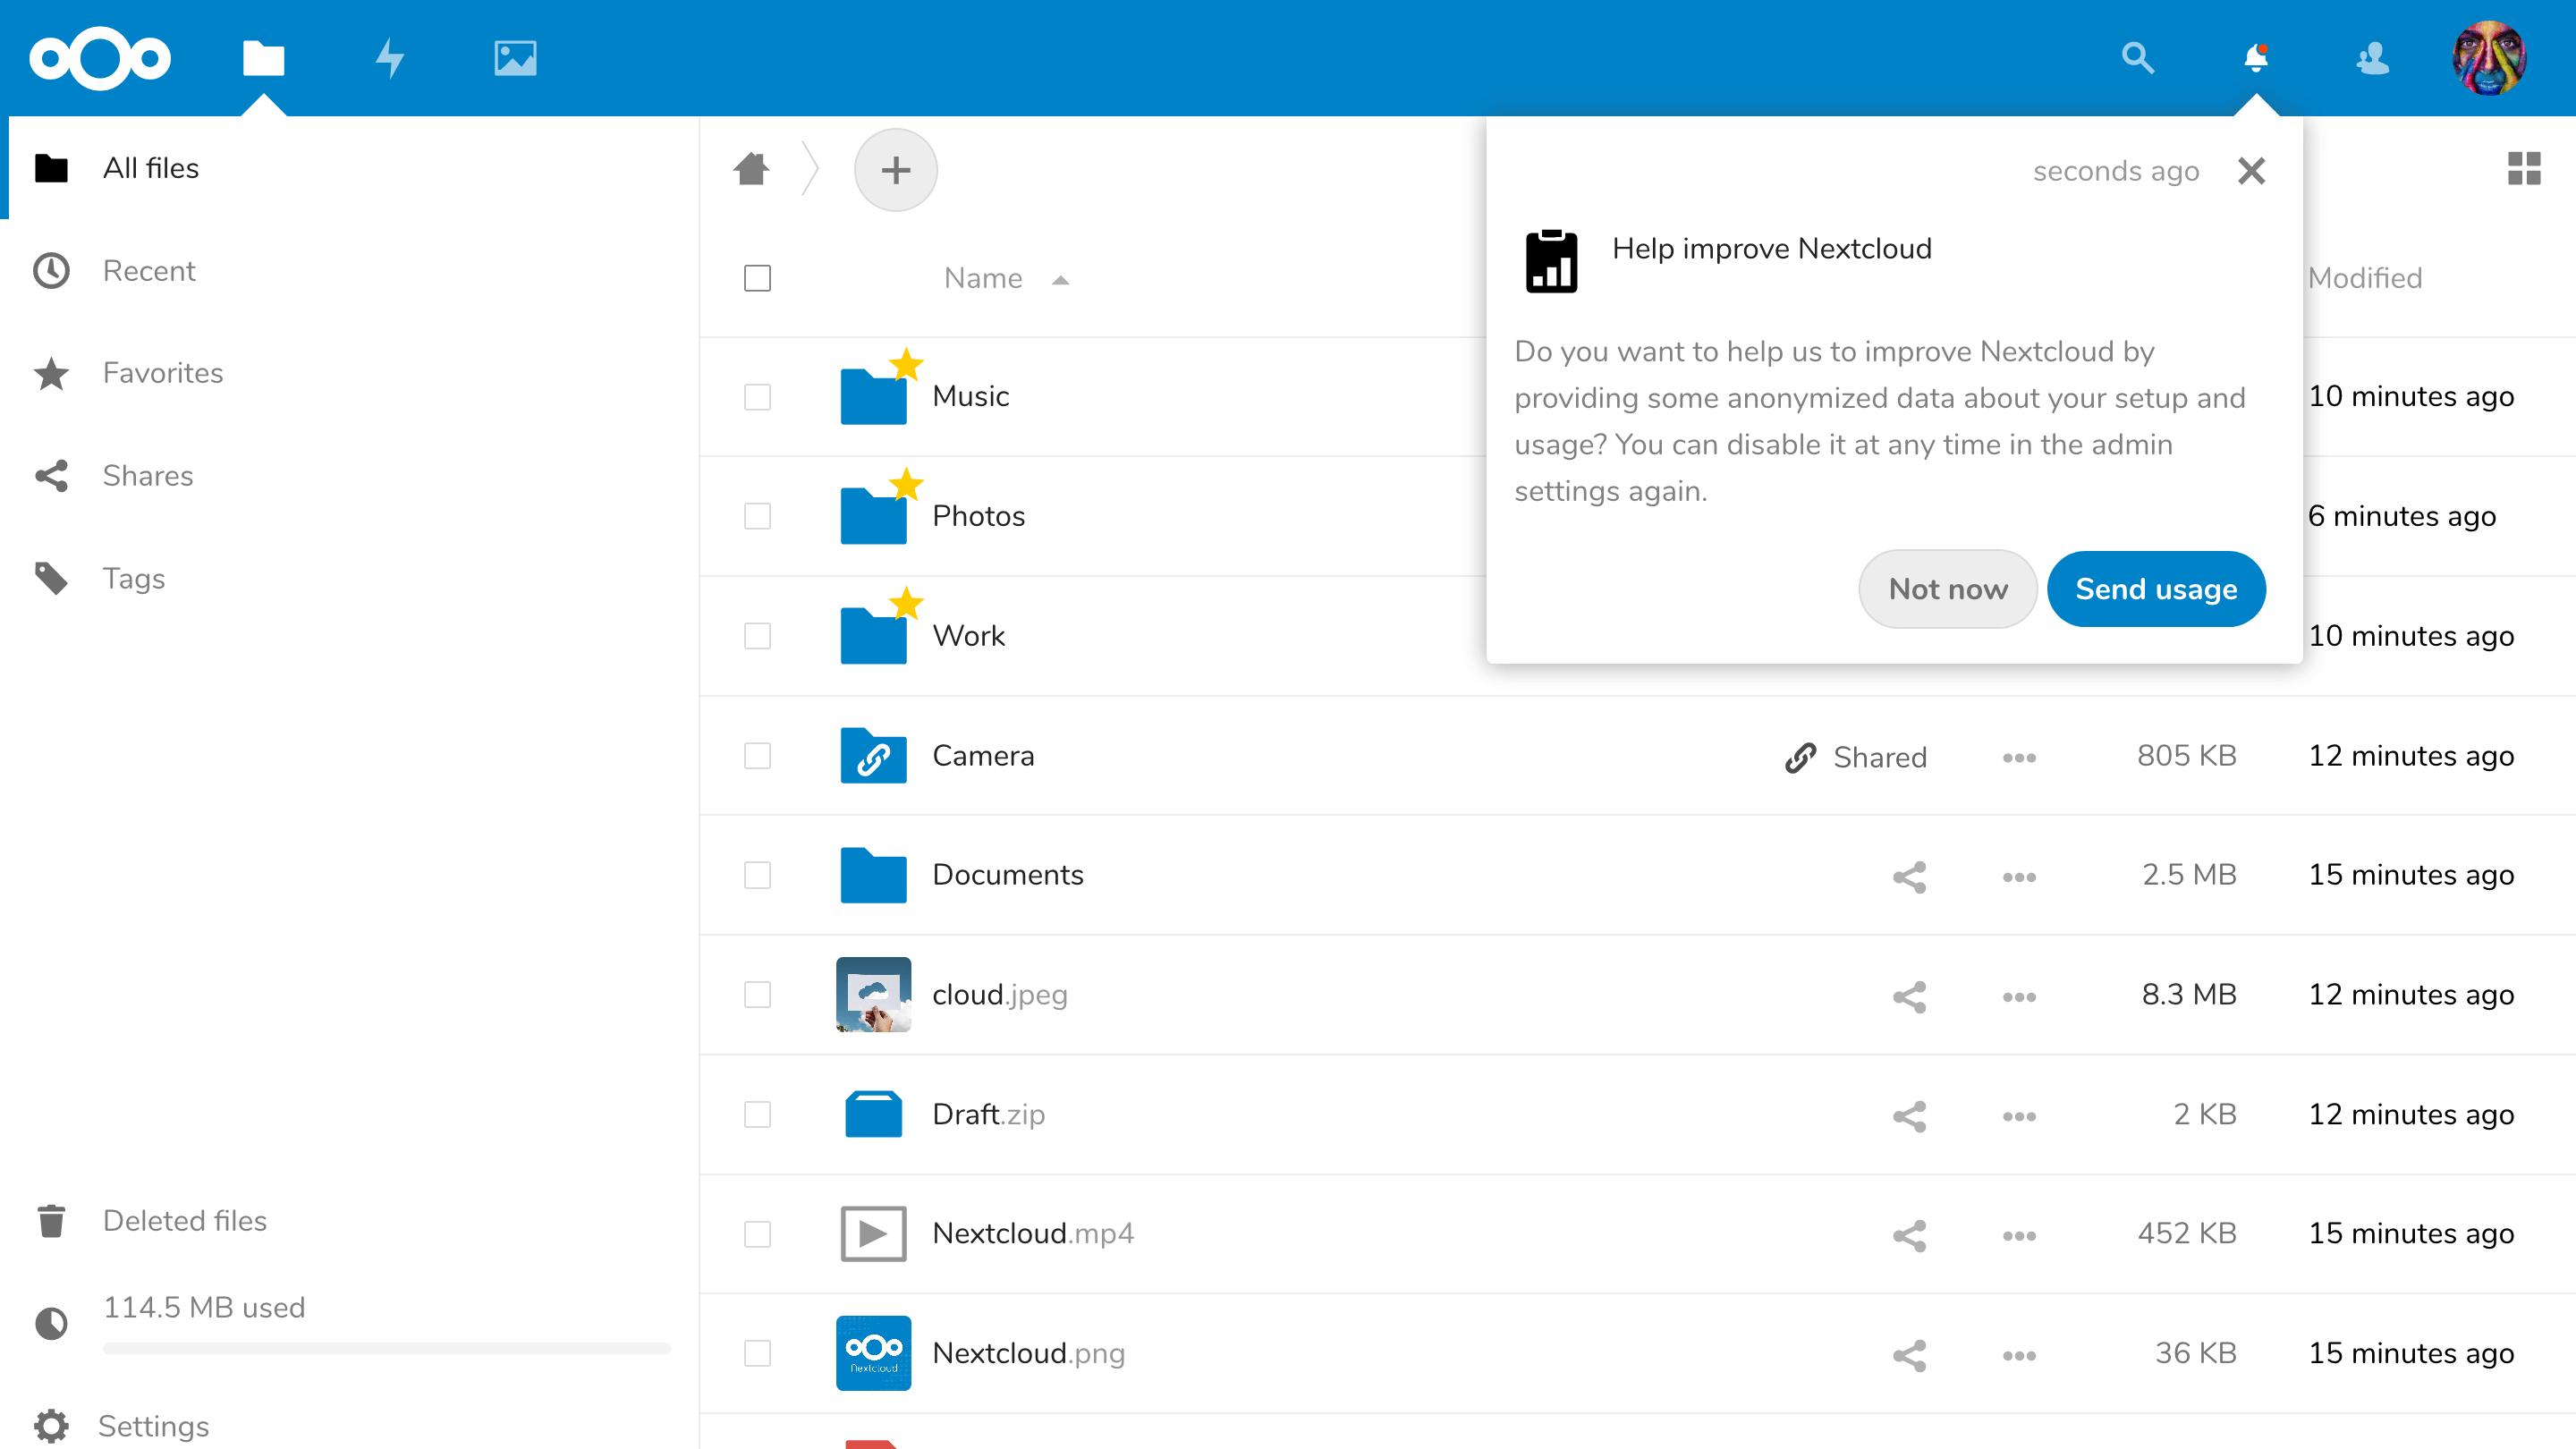 All files
Recent
Favorites
Shares
Tags
Deleted files
114.5 MB used
Settings
Name
Modified
seconds ago
Help improve Nextcloud
Do you want to help us to improve Nextcloud by
providing some anonymized data about your setup and
usage? You can disable it at any time in the admin
settings again.
Not now
Send usage
Music 10 minutes ago
Photos 6 minutes ago
Work 10 minutes ago
Camera Shared 805 KB 12 minutes ago
Documents 2.5 MB 15 minutes ago
cloud.jpeg 8.3 MB 12 minutes ago
Draft.zip 2 KB 12 minutes ago
Nextcloud.mp4 452 KB 15 minutes ago
Nextcloud
Nextcloud.png 36 KB 15 minutes ago